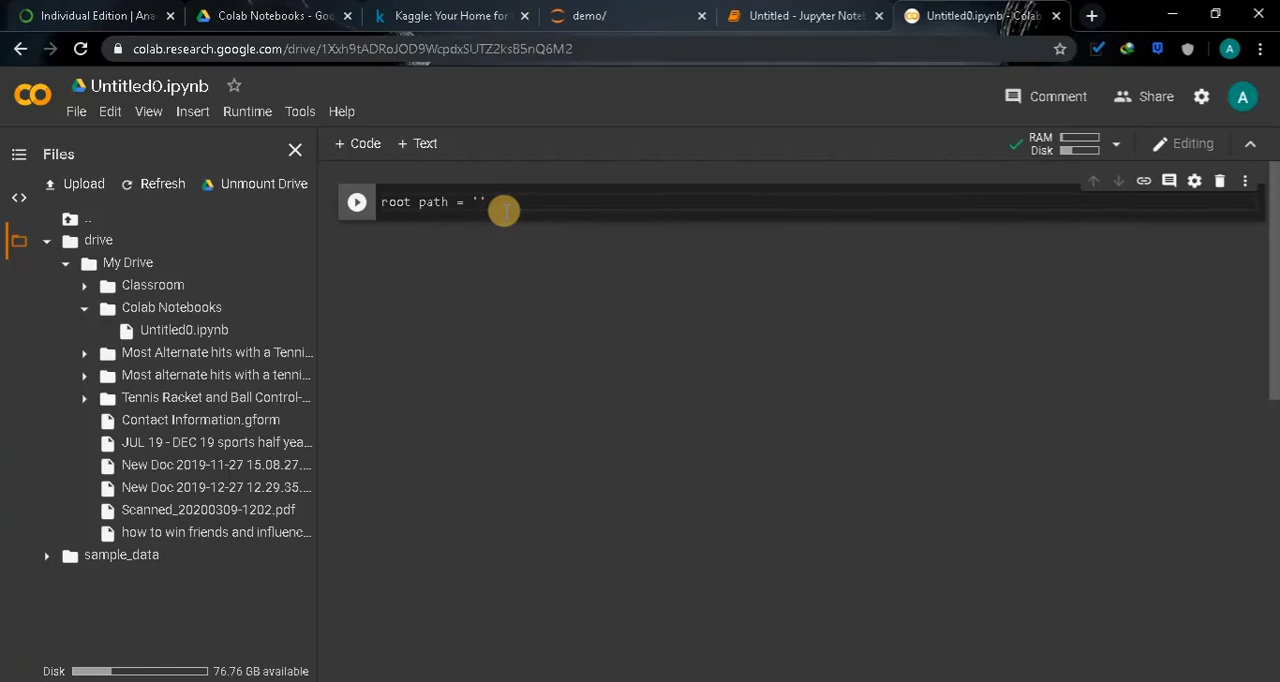 Individual Edition | Ana
Colab Notebooks - Goo
Kaggle: Your Home for
demo/
Untitled - Jupyter Note
Untitled0.ipynb - Colab
colab.research.google.com/drive/1Xxh9tADRoJOD9WcpdxSUTZ2ksB5nQ6M2
A
Untitled0.ipynb
Comment
Share
A
File Edit View Insert Runtime Tools Help
Files
+ Code + Text
RAM
Disk
Editing
Upload Refresh Unmount Drive
root path = ''
..
drive
My Drive
Classroom
Colab Notebooks
Untitled0.ipynb
Most Alternate hits with a Tenni...
Most alternate hits with a tenni...
Tennis Racket and Ball Control-...
Contact Information.gform
JUL 19 - DEC 19 sports half yea...
New Doc 2019-11-27 15.08.27....
New Doc 2019-12-27 12.29.35....
Scanned_20200309-1202.pdf
how to win friends and influenc...
sample_data
Disk 76.76 GB available